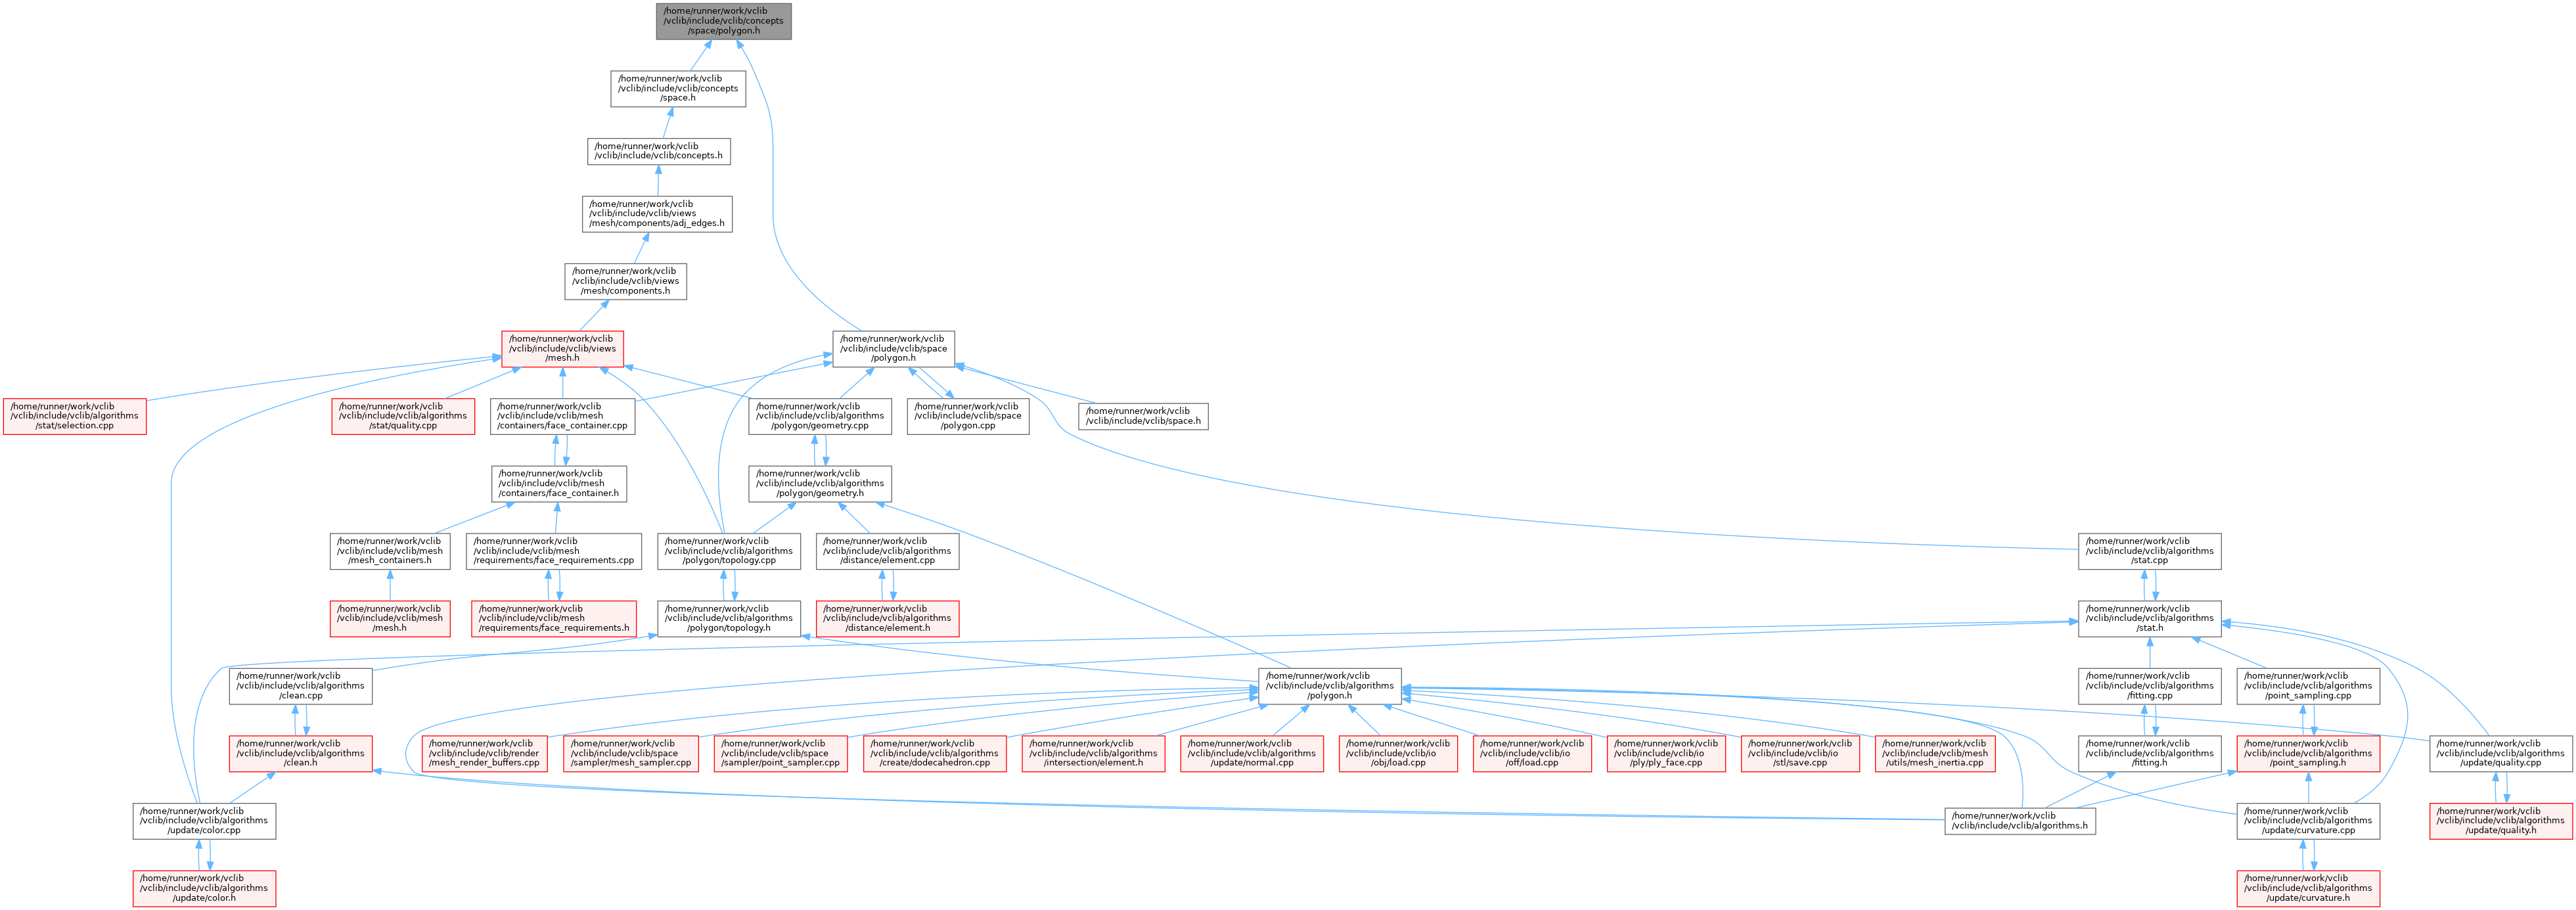 /home/runner/work/vclib
/vclib/include/vclib/concepts
/space/polygon.h
/home/runner/work/vclib
/vclib/include/vclib/concepts
/space.h
/home/runner/work/vclib
/vclib/include/vclib/concepts.h
/home/runner/work/vclib
/vclib/include/vclib/views
/mesh/components/adj_edges.h
/home/runner/work/vclib
/vclib/include/vclib/views
/mesh/components.h
/home/runner/work/vclib
/vclib/include/vclib/views
/mesh.h
/home/runner/work/vclib
/vclib/include/vclib/space
/polygon.h
/home/runner/work/vclib
/vclib/include/vclib/algorithms
/stat/selection.cpp
/home/runner/work/vclib
/vclib/include/vclib/algorithms
/stat/quality.cpp
/home/runner/work/vclib
/vclib/include/vclib/mesh
/containers/face_container.cpp
/home/runner/work/vclib
/vclib/include/vclib/algorithms
/polygon/geometry.cpp
/home/runner/work/vclib
/vclib/include/vclib/space
/polygon.cpp
/home/runner/work/vclib
/vclib/include/vclib/space.h
/home/runner/work/vclib
/vclib/include/vclib/mesh
/containers/face_container.h
/home/runner/work/vclib
/vclib/include/vclib/algorithms
/polygon/geometry.h
/home/runner/work/vclib
/vclib/include/vclib/mesh
/mesh_containers.h
/home/runner/work/vclib
/vclib/include/vclib/mesh
/requirements/face_requirements.cpp
/home/runner/work/vclib
/vclib/include/vclib/algorithms
/polygon/topology.cpp
/home/runner/work/vclib
/vclib/include/vclib/algorithms
/distance/element.cpp
/home/runner/work/vclib
/vclib/include/vclib/algorithms
/stat.cpp
/home/runner/work/vclib
/vclib/include/vclib/mesh
/mesh.h
/home/runner/work/vclib
/vclib/include/vclib/mesh
/requirements/face_requirements.h
/home/runner/work/vclib
/vclib/include/vclib/algorithms
/polygon/topology.h
/home/runner/work/vclib
/vclib/include/vclib/algorithms
/distance/element.h
/home/runner/work/vclib
/vclib/include/vclib/algorithms
/stat.h
/home/runner/work/vclib
/vclib/include/vclib/algorithms
/clean.cpp
/home/runner/work/vclib
/vclib/include/vclib/algorithms
/polygon.h
/home/runner/work/vclib
/vclib/include/vclib/algorithms
/fitting.cpp
/home/runner/work/vclib
/vclib/include/vclib/algorithms
/point_sampling.cpp
/home/runner/work/vclib
/vclib/include/vclib/algorithms
/clean.h
/home/runner/work/vclib
/vclib/include/vclib/render
/mesh_render_buffers.cpp
/home/runner/work/vclib
/vclib/include/vclib/space
/sampler/mesh_sampler.cpp
/home/runner/work/vclib
/vclib/include/vclib/space
/sampler/point_sampler.cpp
/home/runner/work/vclib
/vclib/include/vclib/algorithms
/create/dodecahedron.cpp
/home/runner/work/vclib
/vclib/include/vclib/algorithms
/intersection/element.h
/home/runner/work/vclib
/vclib/include/vclib/algorithms
/update/normal.cpp
/home/runner/work/vclib
/vclib/include/vclib/io
/obj/load.cpp
/home/runner/work/vclib
/vclib/include/vclib/io
/off/load.cpp
/home/runner/work/vclib
/vclib/include/vclib/io
/ply/ply_face.cpp
/home/runner/work/vclib
/vclib/include/vclib/io
/stl/save.cpp
/home/runner/work/vclib
/vclib/include/vclib/mesh
/utils/mesh_inertia.cpp
/home/runner/work/vclib
/vclib/include/vclib/algorithms
/fitting.h
/home/runner/work/vclib
/vclib/include/vclib/algorithms
/point_sampling.h
/home/runner/work/vclib
/vclib/include/vclib/algorithms
/update/quality.cpp
/home/runner/work/vclib
/vclib/include/vclib/algorithms
/update/color.cpp
/home/runner/work/vclib
/vclib/include/vclib/algorithms.h
/home/runner/work/vclib
/vclib/include/vclib/algorithms
/update/curvature.cpp
/home/runner/work/vclib
/vclib/include/vclib/algorithms
/update/quality.h
/home/runner/work/vclib
/vclib/include/vclib/algorithms
/update/color.h
/home/runner/work/vclib
/vclib/include/vclib/algorithms
/update/curvature.h